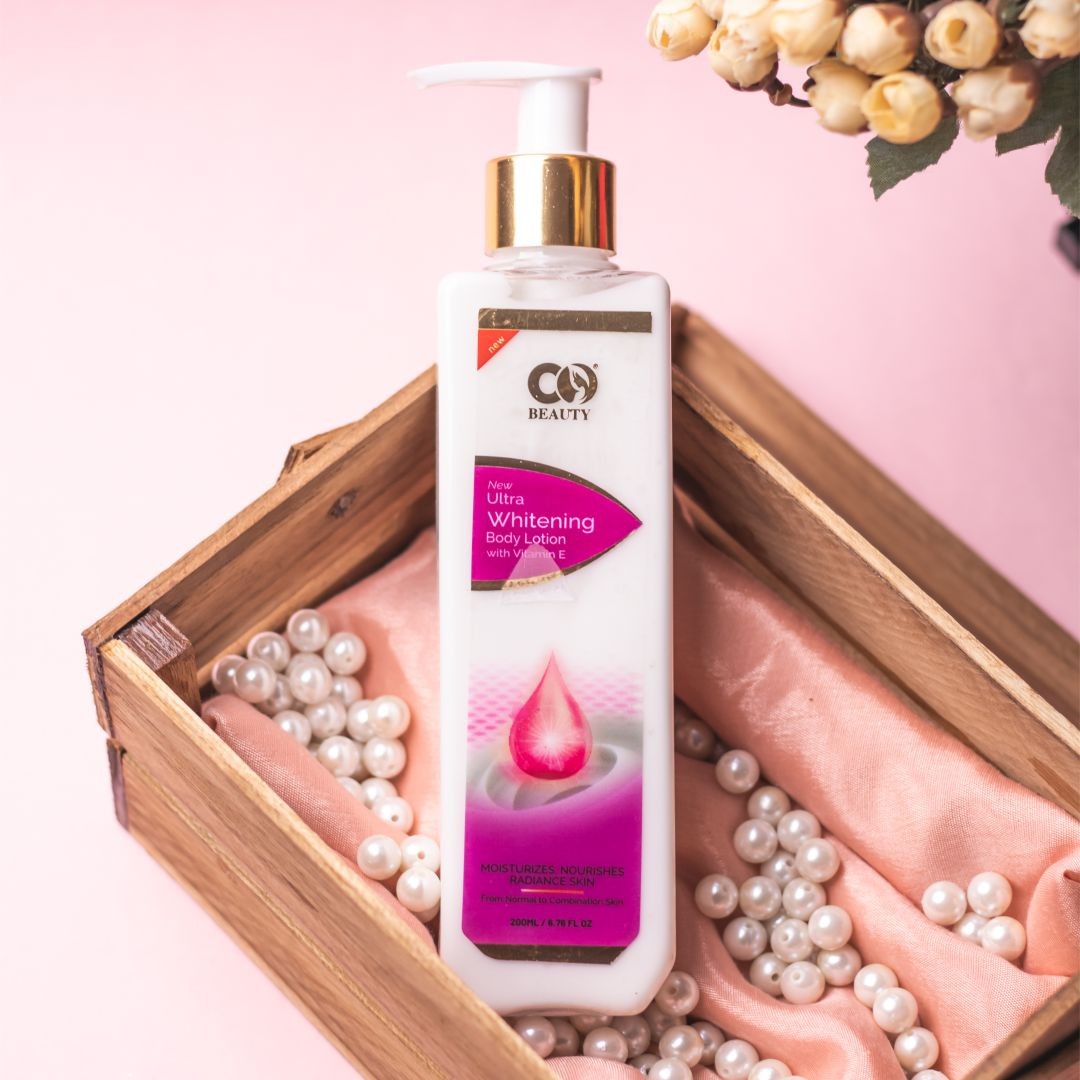 new
CO®
BEAUTY
New
Ultra
Whitening
Body Lotion
with Vitamin E
MOISTURIZES, NOURISHES
RADIANCE SKIN
From Normal to Combination Skin
200ML / 6.76 FL OZ